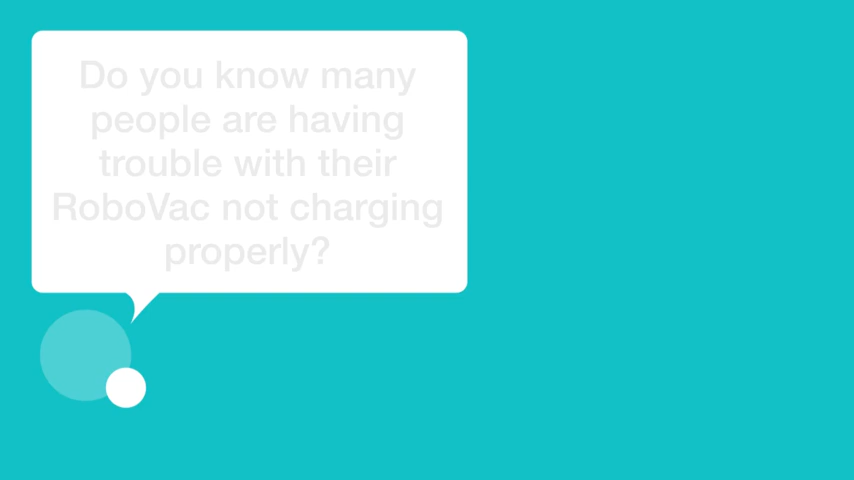 Do you know many
people are having
trouble with their
RoboVac not charging
properly?